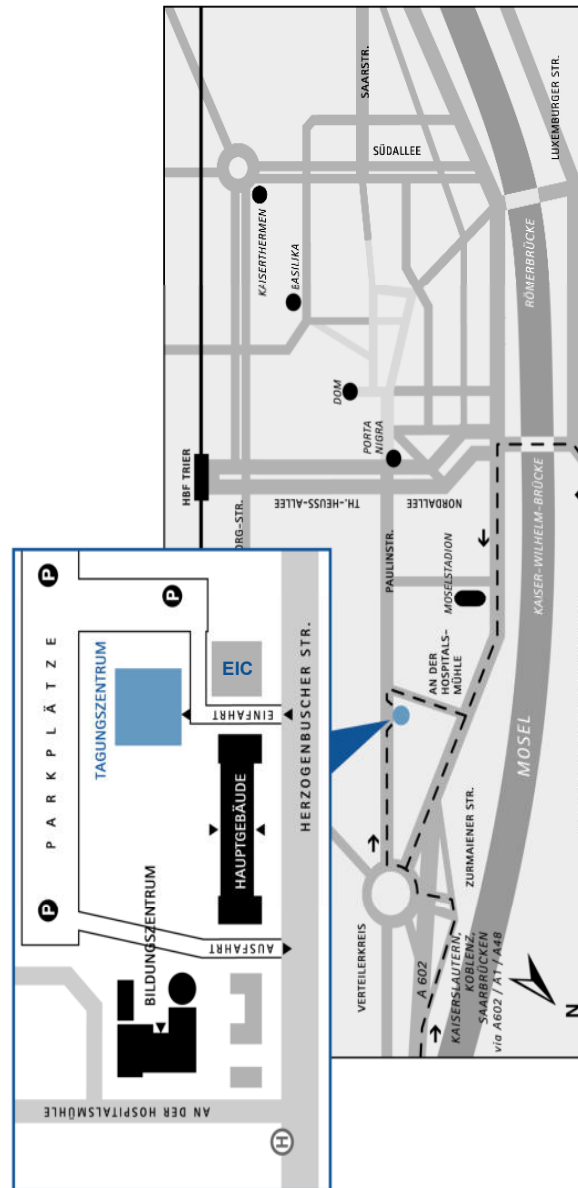 SAARSTR.
LUXEMBURGER STR.
SÜDALLEE
KAISERTHERMEN
BASILIKA
RÖMERBRÜCKE
DOM
PORTA
NIGRA
HBF TRIER
ORG-STR.
TH.-HEUSS-ALLEE
NORDALLEE
KAISER-WILHELM-BRÜCKE
PAULINSTR.
MOSELSTADION
AN DER
HOSPITALS-
MÜHLE
MOSEL
ZURMAIENER STR.
VERTEILERKREIS
A 602
KAISERSLAUTERN,
KOBLENZ,
SAARBRÜCKEN
via A602 / A1 / A48
N
P
P
P
PARKPLÄTZE
TAGUNGSZENTRUM
EIC
EINFAHRT
HERZOGENBUSCHER STR.
HAUPTGEBÄUDE
BILDUNGSZENTRUM
AUSFAHRT
AN DER HOSPITALSMÜHLE
H